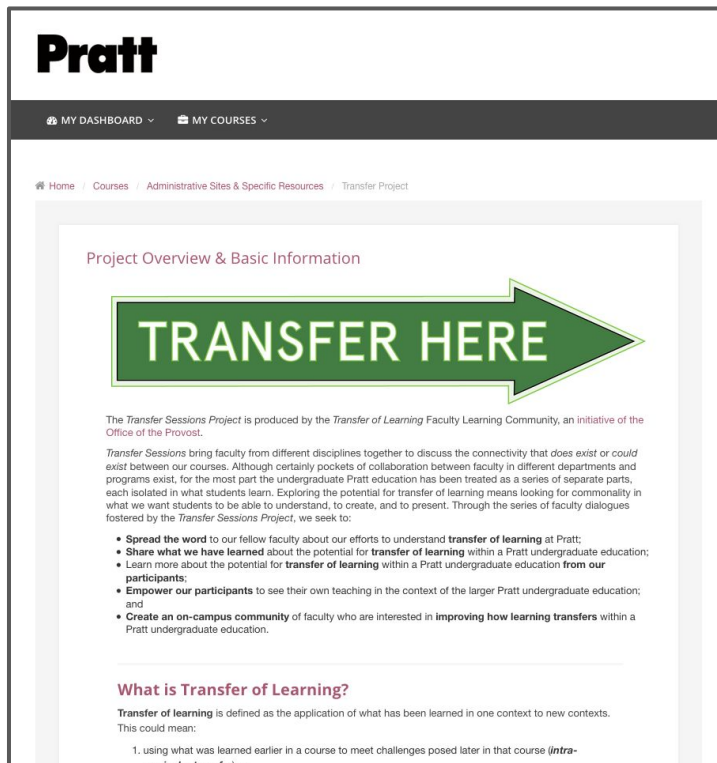 Pratt
MY DASHBOARD
MY COURSES
Home / Courses / Administrative Sites & Specific Resources / Transfer Project
Project Overview & Basic Information
TRANSFER HERE
The Transfer Sessions Project is produced by the Transfer of Learning Faculty Learning Community, an initiative of the
Office of the Provost.
Transfer Sessions bring faculty from different disciplines together to discuss the connectivity that does exist or could
exist between our courses. Although certainly pockets of collaboration between faculty in different departments and
programs exist, for the most part the undergraduate Pratt education has been treated as a series of separate parts,
each isolated in what students learn. Exploring the potential for transfer of learning means looking for commonality in
what we want students to be able to understand, to create, and to present. Through the series of faculty dialogues
fostered by the Transfer Sessions Project, we seek to:
• Spread the word to our fellow faculty about our efforts to understand transfer of learning at Pratt;
• Share what we have learned about the potential for transfer of learning within a Pratt undergraduate education;
• Learn more about the potential for transfer of learning within a Pratt undergraduate education from our
participants;
• Empower our participants to see their own teaching in the context of the larger Pratt undergraduate education;
and
• Create an on-campus community of faculty who are interested in improving how learning transfers within a
Pratt undergraduate education.
What is Transfer of Learning?
Transfer of learning is defined as the application of what has been learned in one context to new contexts.
This could mean:
1. using what was learned earlier in a course to meet challenges posed later in that course (intra-